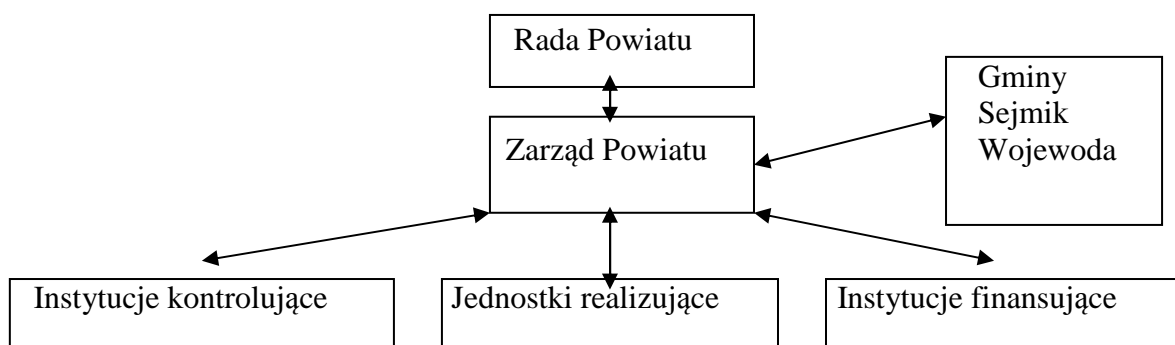 Rada Powiatu
Gminy
Sejmik
Wojewoda
Zarząd Powiatu
Instytucje kontrolujące
Jednostki realizujące
Instytucje finansujące